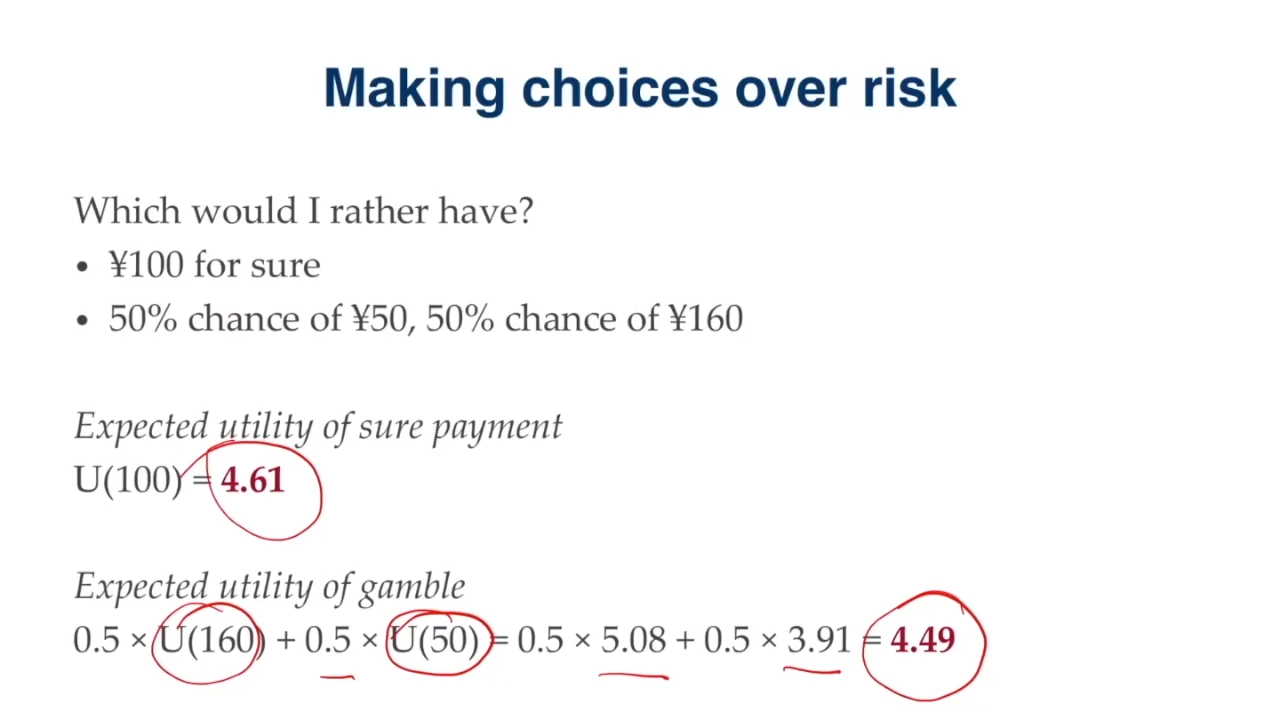 Making choices over risk
Which would I rather have?
• ¥100 for sure
• 50% chance of ¥50, 50% chance of ¥160
Expected utility of sure payment
U(100) = 4.61
Expected utility of gamble
0.5 × U(160) + 0.5 × U(50) = 0.5 × 5.08 + 0.5 × 3.91 = 4.49